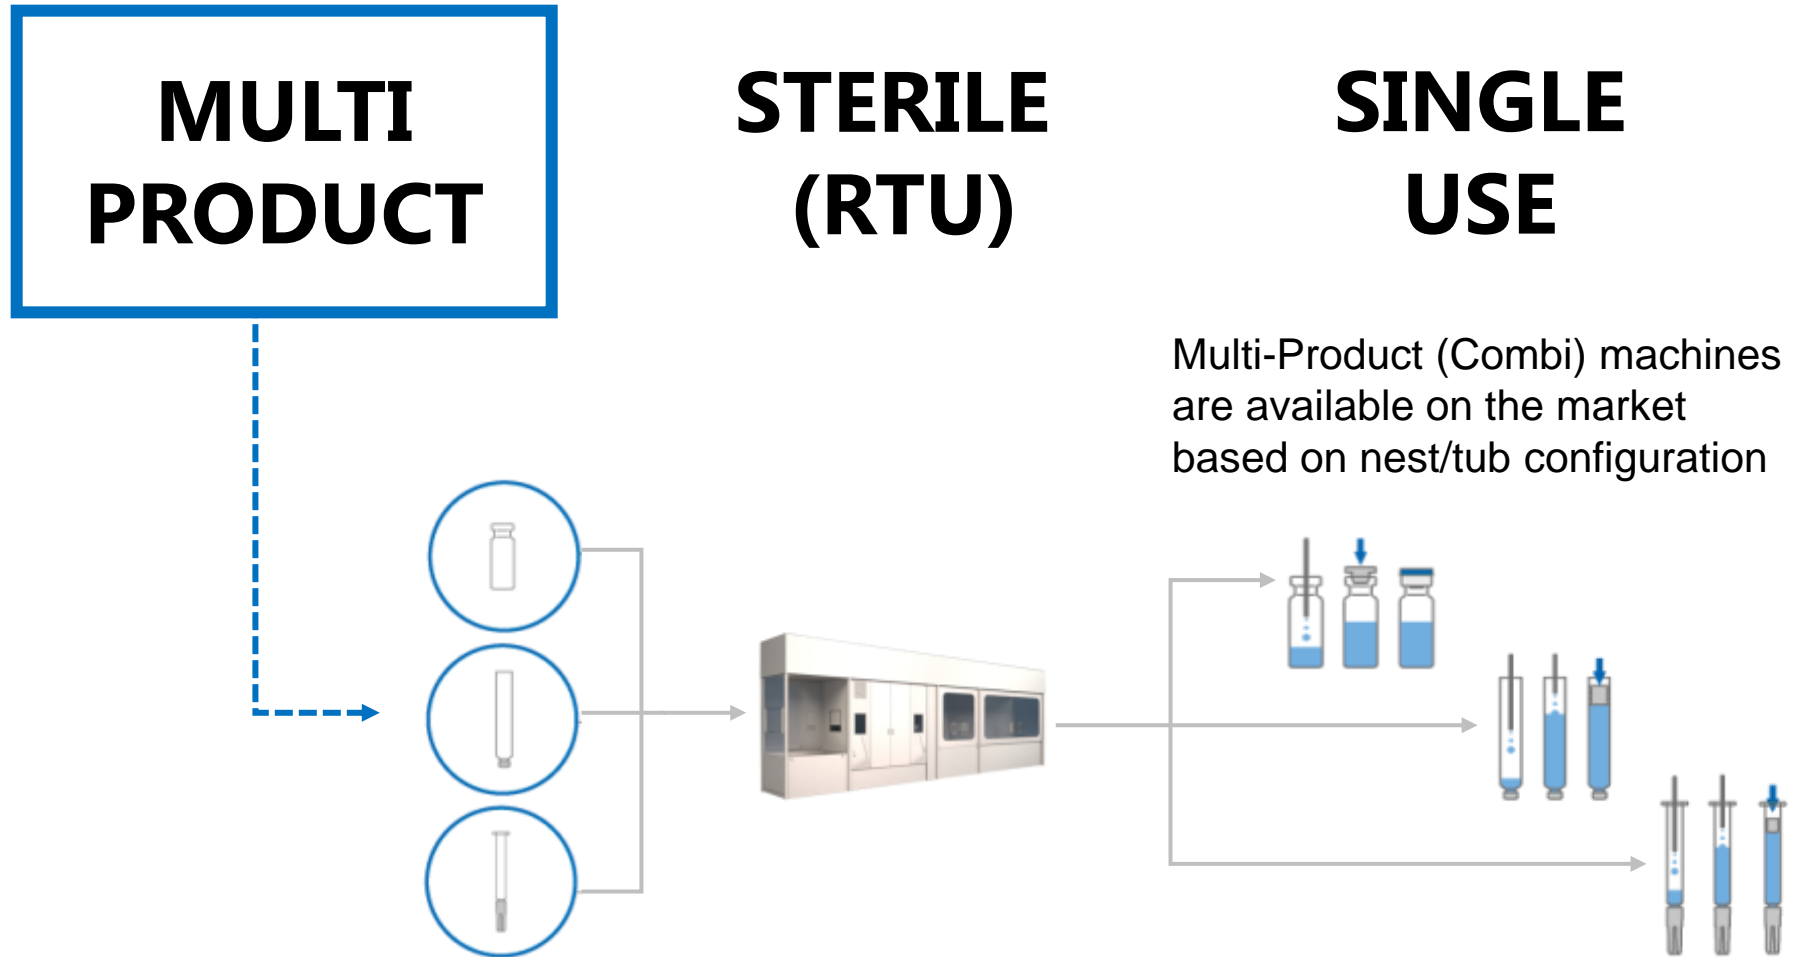 MULTI
PRODUCT
STERILE
(RTU)
SINGLE
USE
Multi-Product (Combi) machines
are available on the market
based on nest/tub configuration